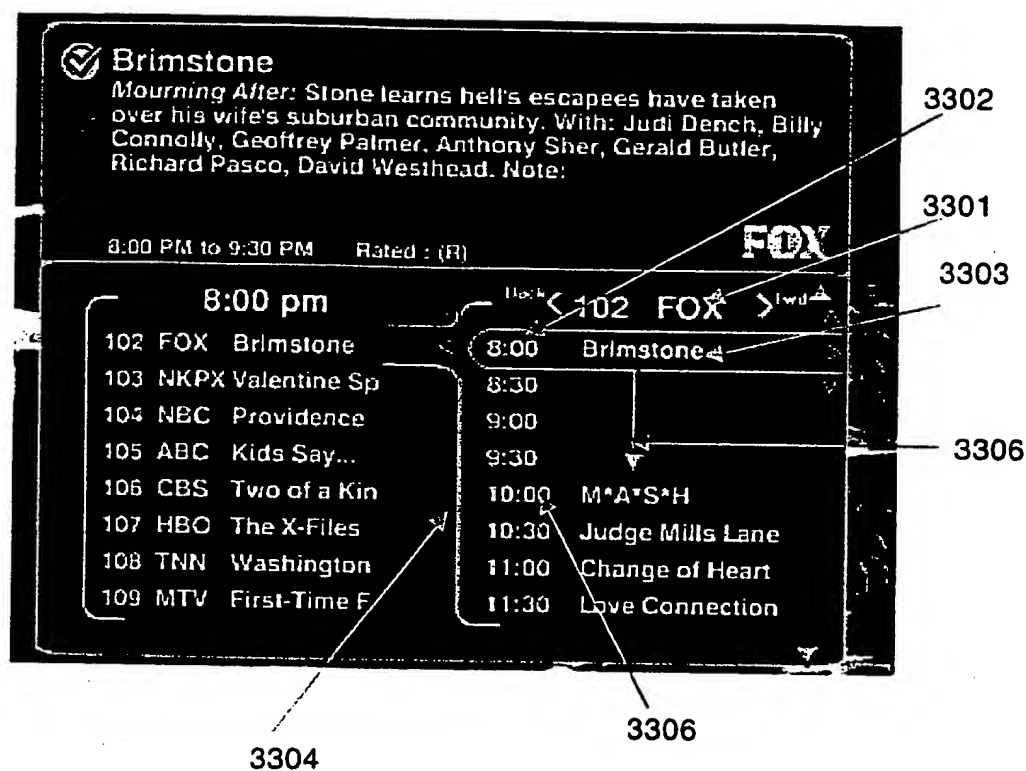 Brimstone
Mourning After: Stone learns hell's escapees have taken
over his wife's suburban community. With: Judi Dench, Billy
Connolly, Geoffrey Palmer, Anthony Sher, Gerald Butler,
Richard Pasco, David Westhead. Note:
8:00 PM to 9:30 PM Rated : (R)
FOX
8:00 pm
102 FOX Brimstone
103 NKPX Valentine Sp
104 NBC Providence
105 ABC Kids Say...
106 CBS Two of a Kin
107 HBO The X-Files
108 TNN Washington
109 MTV First-Time F
Back < 102 FOX > Fwd
8:00 Brimstone
8:30
9:00
9:30
10:00 M*A*S*H
10:30 Judge Mills Lane
11:00 Change of Heart
11:30 Love Connection
3302
3301
3303
3306
3306
3304